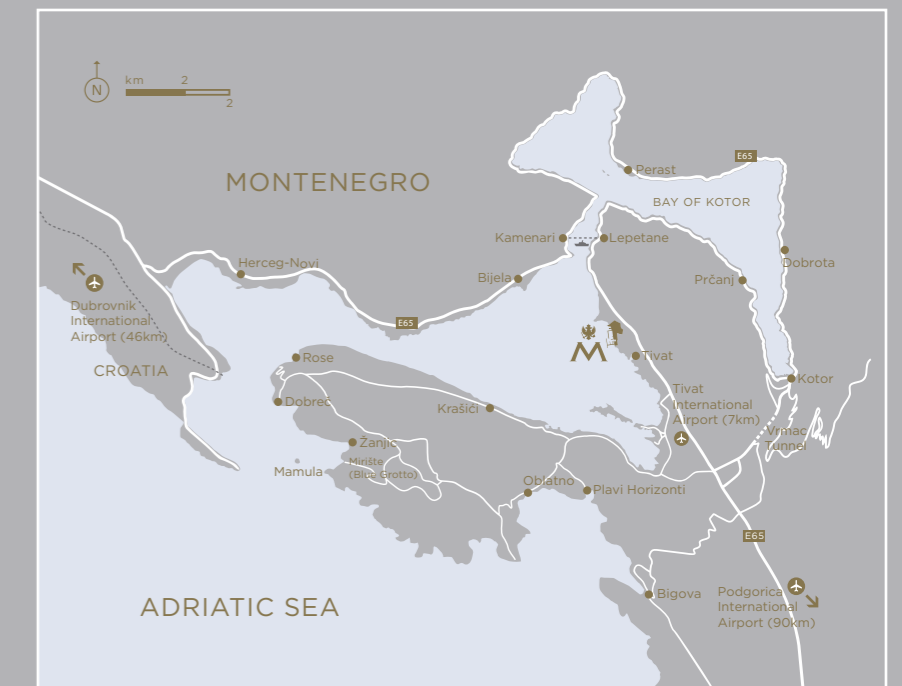 km 2
2
N
MONTENEGRO
E65
Perast
BAY OF KOTOR
Kamenari
Lepetane
Dobrota
Herceg-Novi
Bijela
Prčanj
Dubrovnik
International
Airport (46km)
E65
M
Tivat
CROATIA
Rose
Kotor
Tivat
International
Airport (7km)
Dobreč
Krašići
Vrmac
Tunnel
Žanjic
Mirište
(Blue Grotto)
Mamula
Oblatno
Plavi Horizonti
E65
ADRIATIC SEA
Bigova
Podgorica
International
Airport (90km)